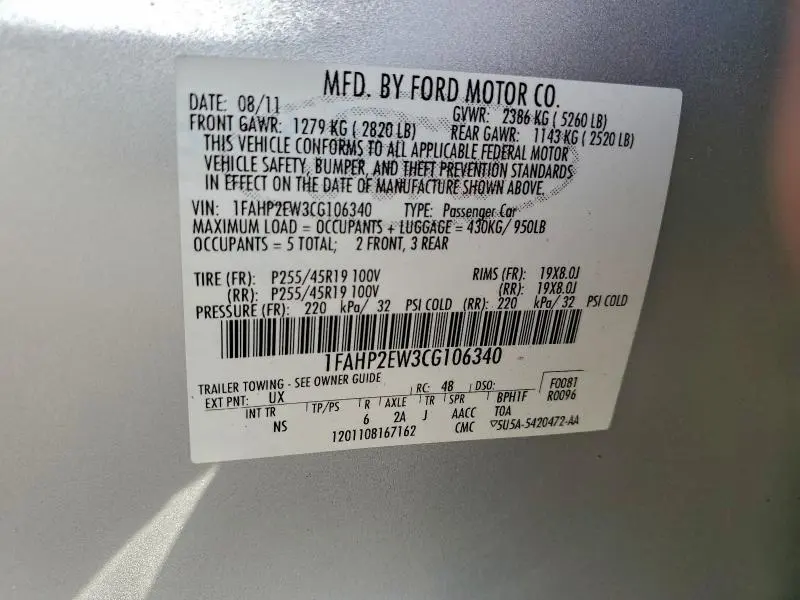 MFD. BY FORD MOTOR CO.
DATE: 08/11 GVWR: 2386 KG ( 5260 LB)
FRONT GAWR: 1279 KG ( 2820 LB) REAR GAWR: 1143 KG ( 2520 LB)
THIS VEHICLE CONFORMS TO ALL APPLICABLE FEDERAL MOTOR
VEHICLE SAFETY, BUMPER, AND THEFT PREVENTION STANDARDS
IN EFFECT ON THE DATE OF MANUFACTURE SHOWN ABOVE.
VIN: 1FAHP2EW3CG106340 TYPE: Passenger Car
MAXIMUM LOAD = OCCUPANTS + LUGGAGE = 430KG/ 950LB
OCCUPANTS = 5 TOTAL; 2 FRONT, 3 REAR
TIRE (FR): P255/45R19 100V RIMS (FR): 19X8.0J
(RR): P255/45R19 100V (RR): 19X8.0J
PRESSURE (FR): 220 kPa/ 32 PSI COLD (RR): 220 kPa/ 32 PSI COLD
1FAHP2EW3CG106340
TRAILER TOWING - SEE OWNER GUIDE
EXT PNT: UX RC: 48 DSO: F0081
INT TR TP/PS R AXLE TR SPR BPH1F R0096
NS 6 2A J AACC TOA
1201108167162 CMC ▽5U5A-5420472-AA